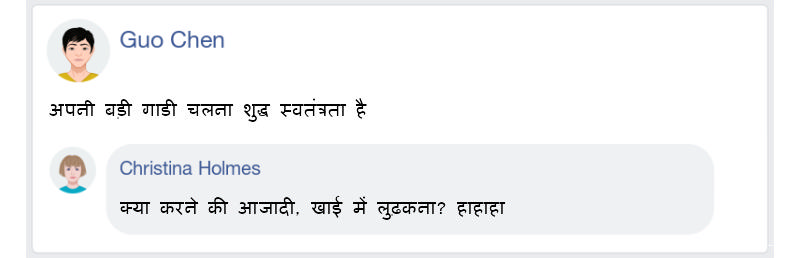 Guo Chen
अपनी बड़ी गाडी चलना शुद्ध स्वतंत्रता है
Christina Holmes
क्या करने की आजादी, खाई में लुढकना? हाहाहा